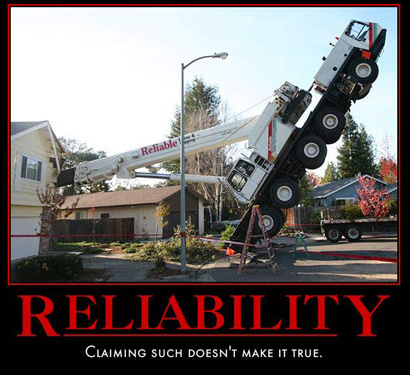 Reliable
RELIABILITY
CLAIMING SUCH DOESN'T MAKE IT TRUE.